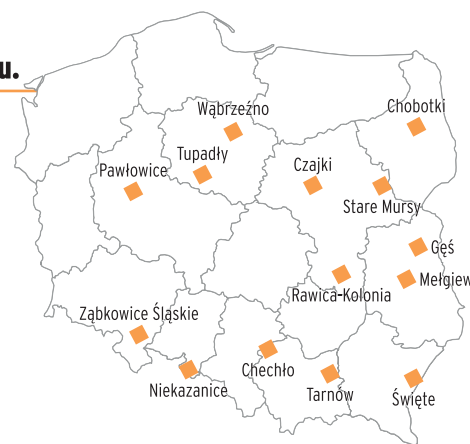 u.
Wąbrzeźno
Chobotki
Tupadły
Pawłowice
Czajki
Stare Mursy
Gęś
Mełgiew
Rawica-Kolonia
Ząbkowice Śląskie
Chechło
Niekazanice
Tarnów
Święte